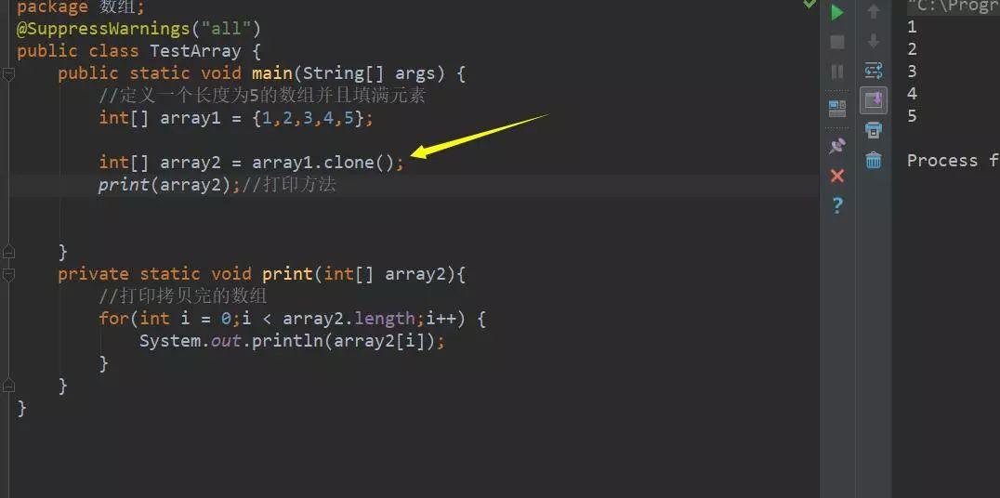 package 数组;
@SuppressWarnings("all")
public class TestArray {
public static void main(String[] args) {
//定义一个长度为5的数组并且填满元素
int[] array1 = {1,2,3,4,5};
int[] array2 = array1.clone();
print(array2);//打印方法
}
private static void print(int[] array2){
//打印拷贝完的数组
for(int i = 0;i < array2.length;i++) {
System.out.println(array2[i]);
}
}
}
"C:\Progr
1
2
3
4
5
Process f